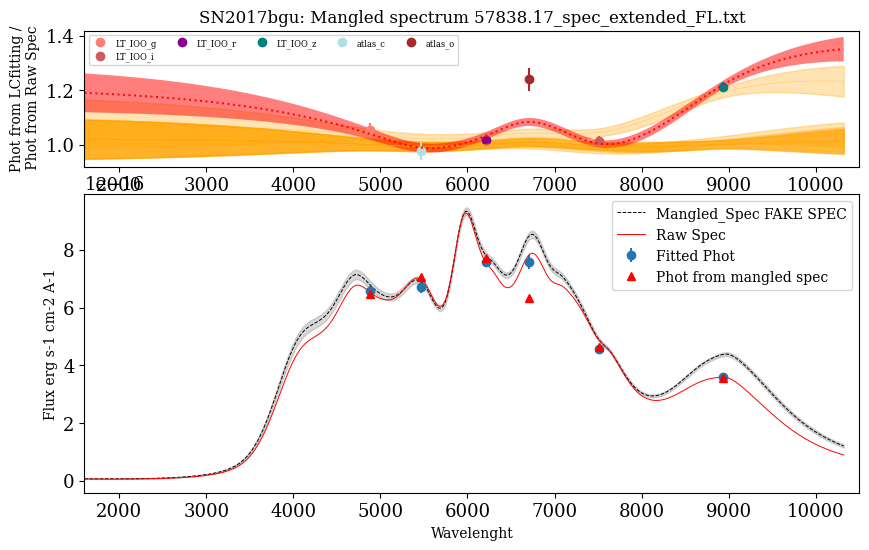 SN2017bgu: Mangled spectrum 57838.17_spec_extended_FL.txt
Phot from LCfitting /
Phot from Raw Spec
1.4
1.2
1.0
LT_IOO_g LT_IOO_r LT_IOO_z atlas_c atlas_o
LT_IOO_i
2000 3000 4000 5000 6000 7000 8000 9000 10000
1e-16
Flux erg s-1 cm-2 A-1
8
6
4
2
0
Mangled_Spec FAKE SPEC
Raw Spec
Fitted Phot
Phot from mangled spec
2000 3000 4000 5000 6000 7000 8000 9000 10000
Wavelenght